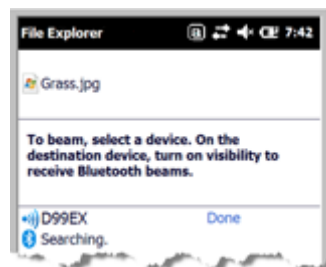 File Explorer 7:42
Grass.jpg
To beam, select a device. On the
destination device, turn on visibility to
receive Bluetooth beams.
D99EX Done
Searching.